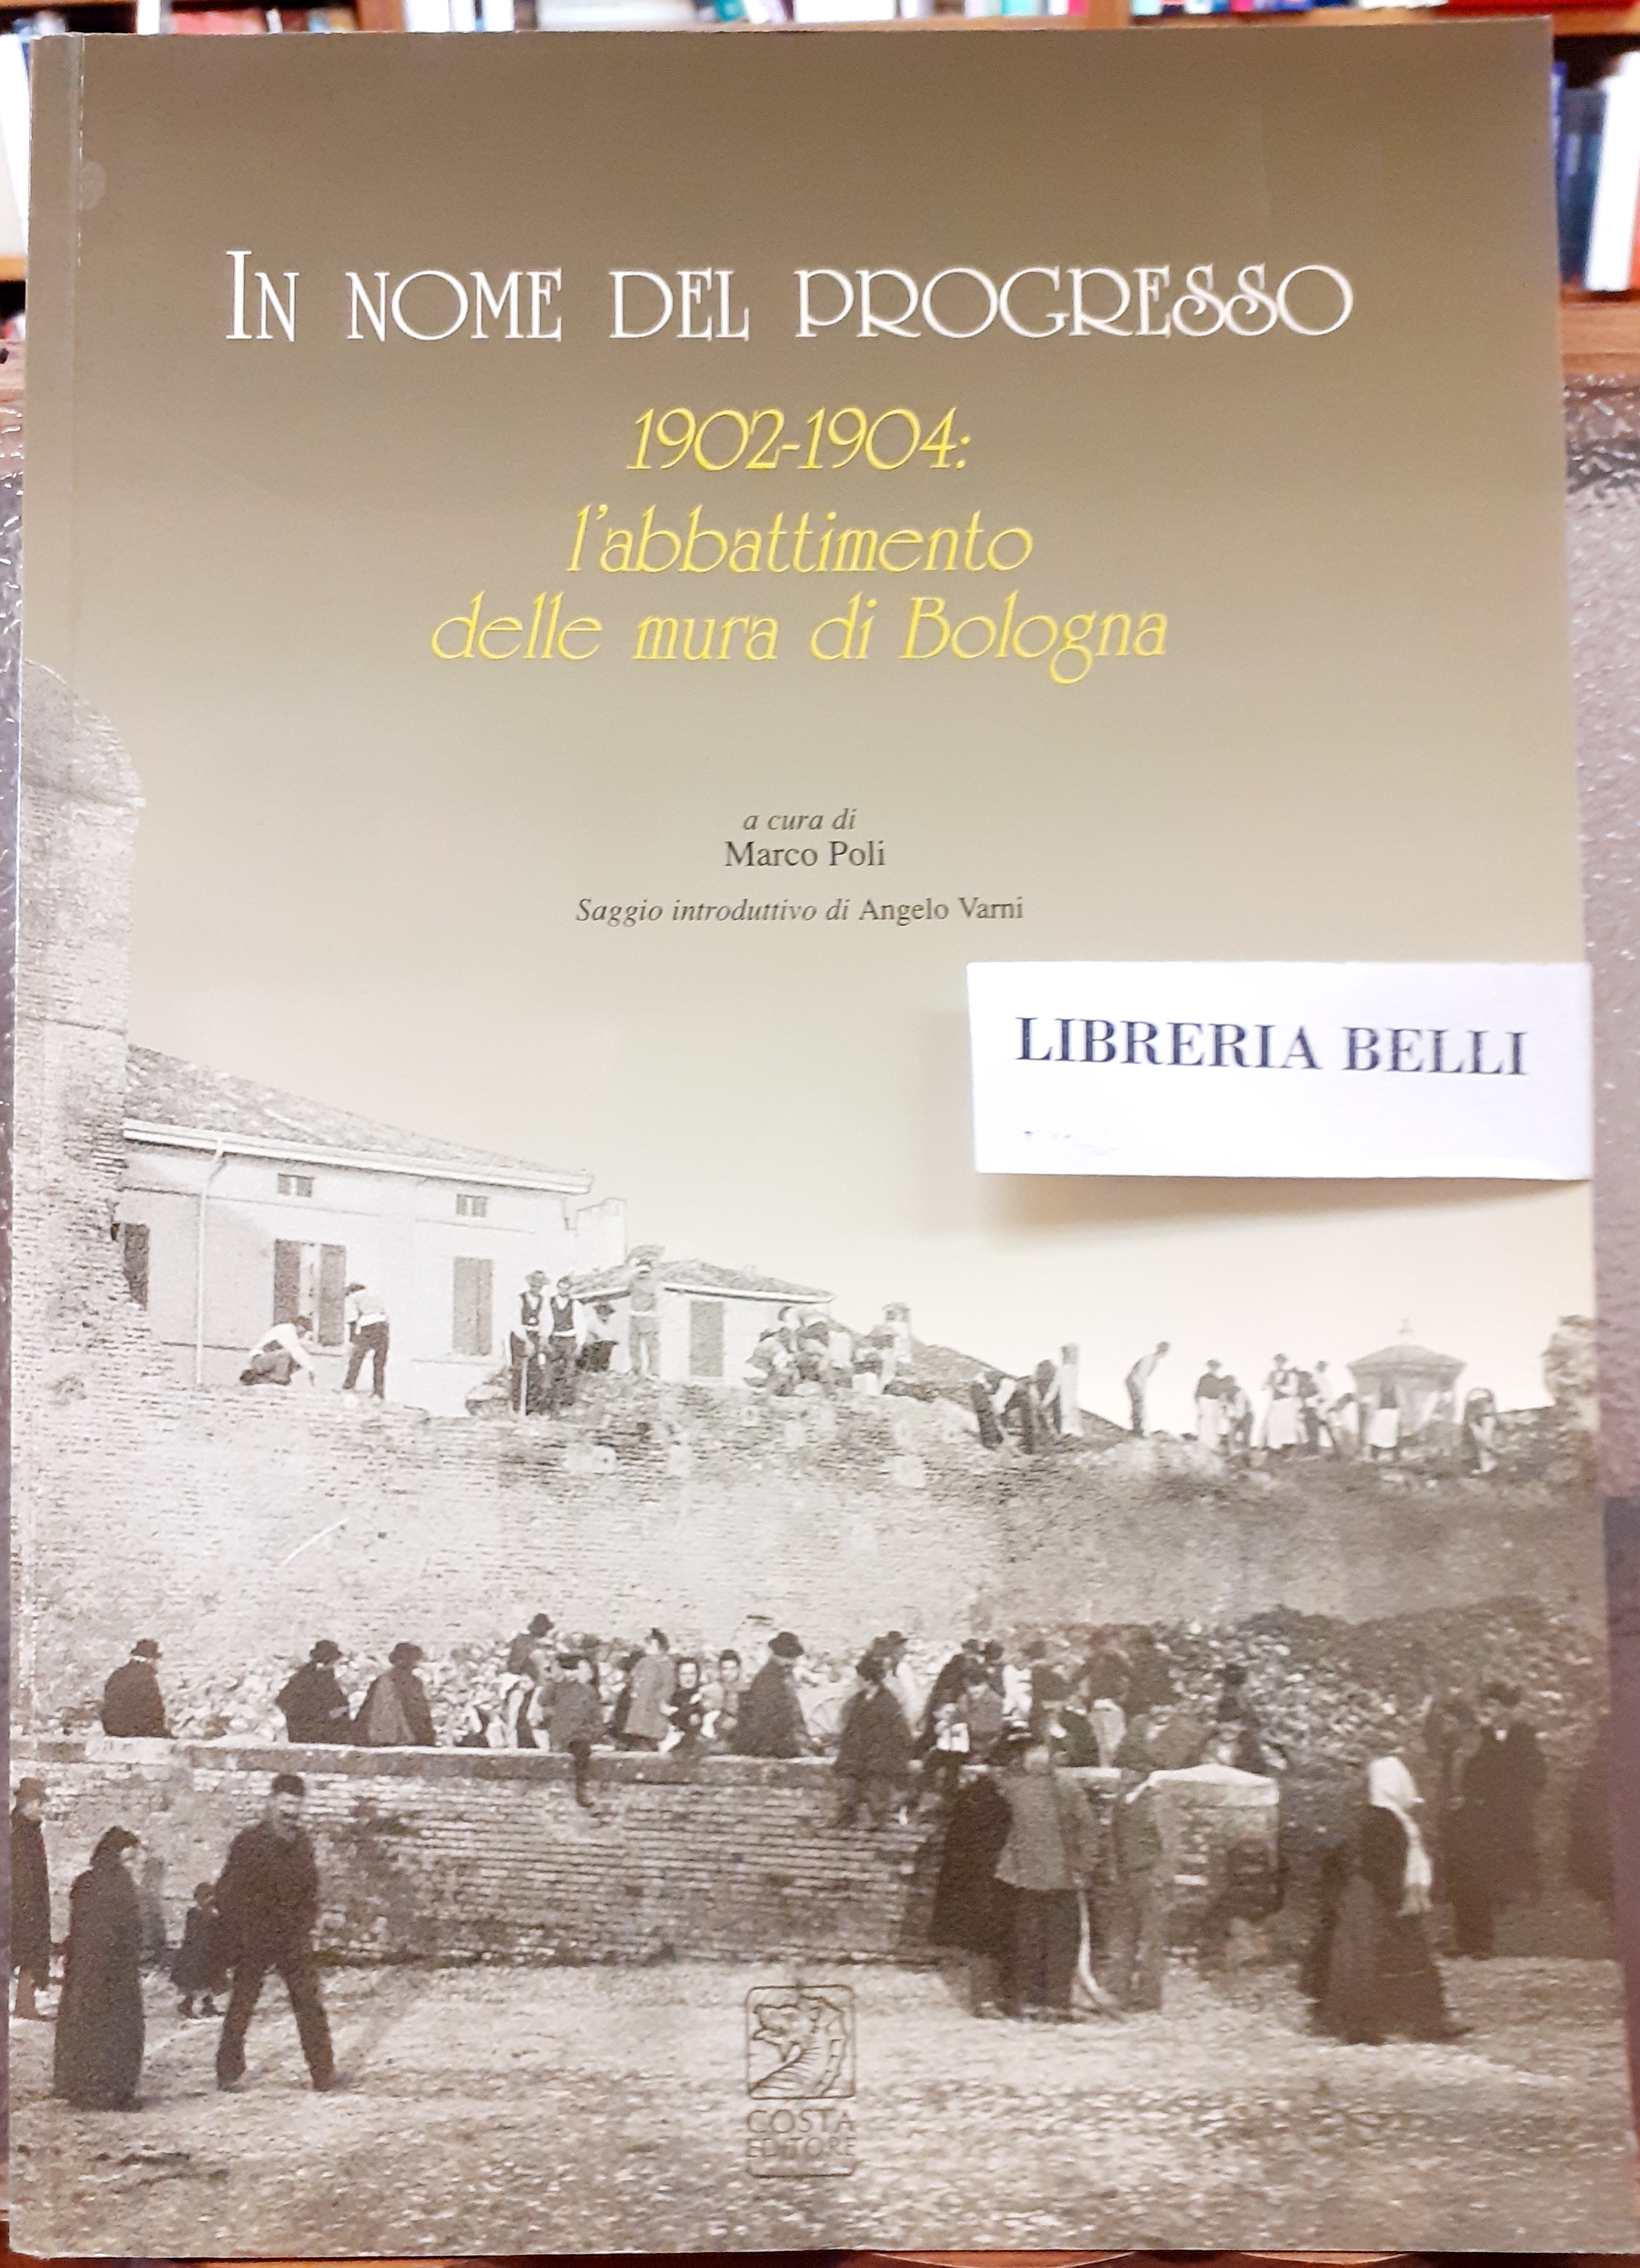 IN NOME DEL PROGRESSO
1902-1904:
l'abbattimento
delle mura di Bologna
a cura di
Marco Poli
Saggio introduttivo di Angelo Varni
LIBRERIA BELLI
COSTA
EDITORE